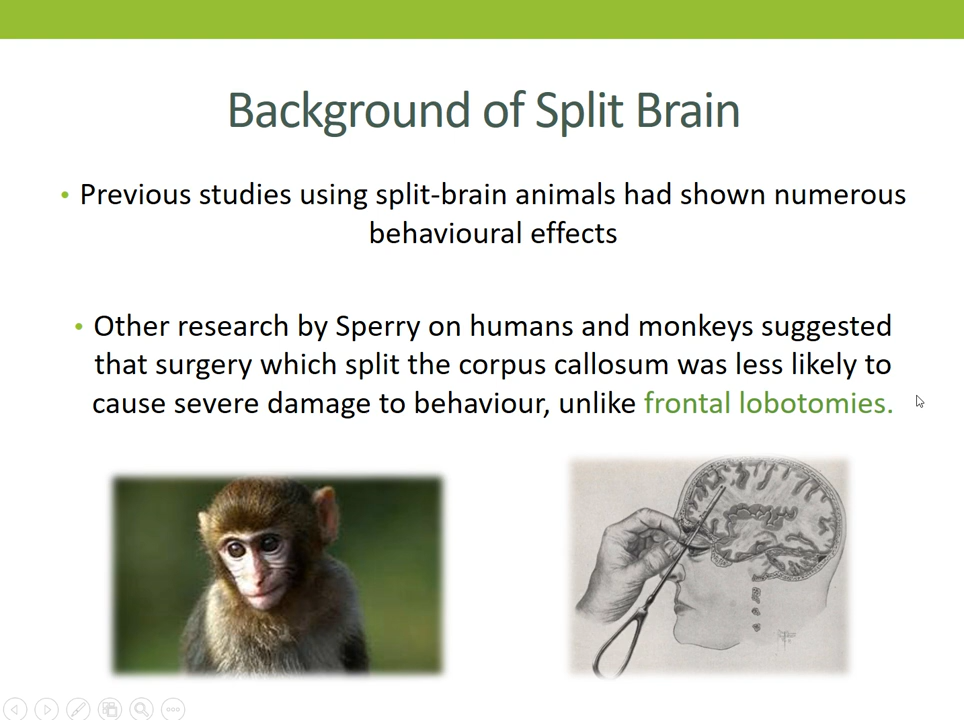 Background of Split Brain
• Previous studies using split-brain animals had shown numerous
behavioural effects
• Other research by Sperry on humans and monkeys suggested
that surgery which split the corpus callosum was less likely to
cause severe damage to behaviour, unlike frontal lobotomies.